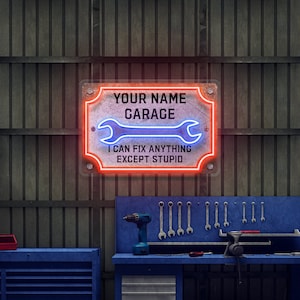 YOUR NAME
GARAGE
I CAN FIX ANYTHING
EXCEPT STUPID